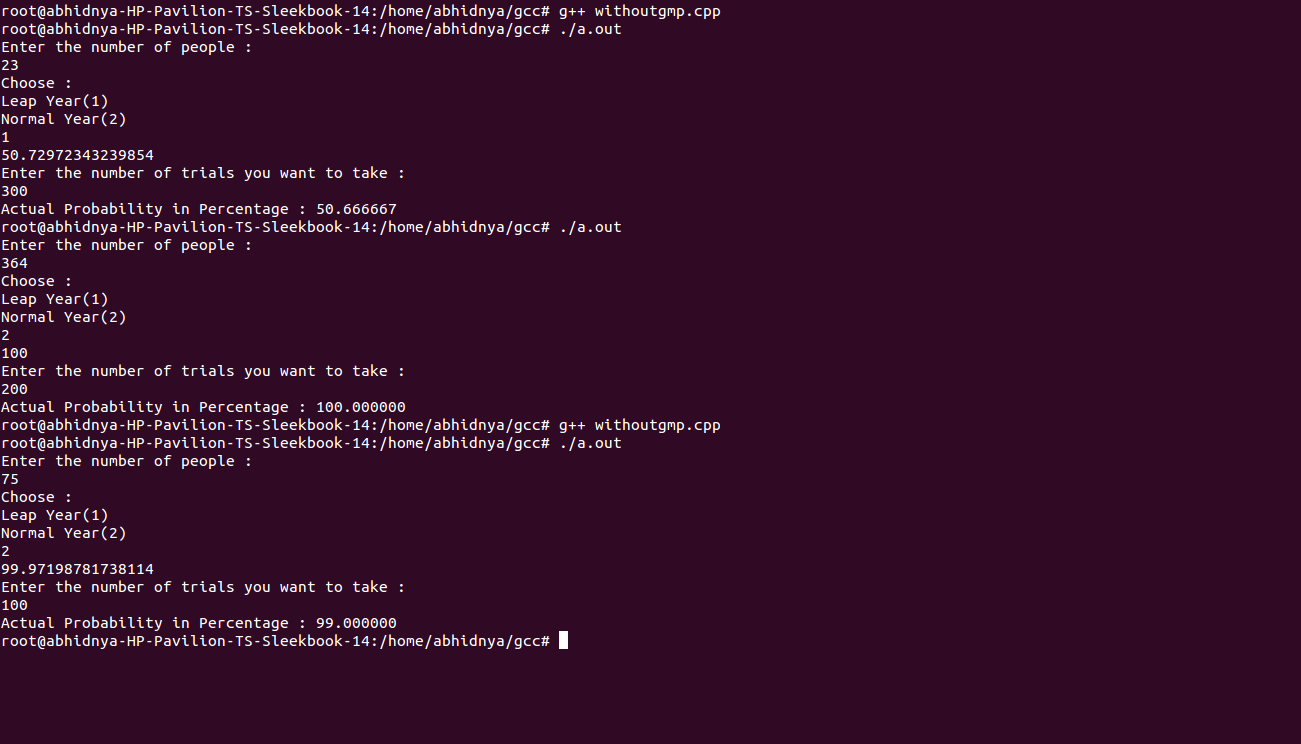 root@abhidnya-HP-Pavilion-TS-Sleekbook-14:/home/abhidnya/gcc# g++ withoutgmp.cpp
root@abhidnya-HP-Pavilion-TS-Sleekbook-14:/home/abhidnya/gcc# ./a.out
Enter the number of people :
23
Choose :
Leap Year(1)
Normal Year(2)
1
50.72972343239854
Enter the number of trials you want to take :
300
Actual Probability in Percentage : 50.666667
root@abhidnya-HP-Pavilion-TS-Sleekbook-14:/home/abhidnya/gcc# ./a.out
Enter the number of people :
364
Choose :
Leap Year(1)
Normal Year(2)
2
100
Enter the number of trials you want to take :
200
Actual Probability in Percentage : 100.000000
root@abhidnya-HP-Pavilion-TS-Sleekbook-14:/home/abhidnya/gcc# g++ withoutgmp.cpp
root@abhidnya-HP-Pavilion-TS-Sleekbook-14:/home/abhidnya/gcc# ./a.out
Enter the number of people :
75
Choose :
Leap Year(1)
Normal Year(2)
2
99.97198781738114
Enter the number of trials you want to take :
100
Actual Probability in Percentage : 99.000000
root@abhidnya-HP-Pavilion-TS-Sleekbook-14:/home/abhidnya/gcc#